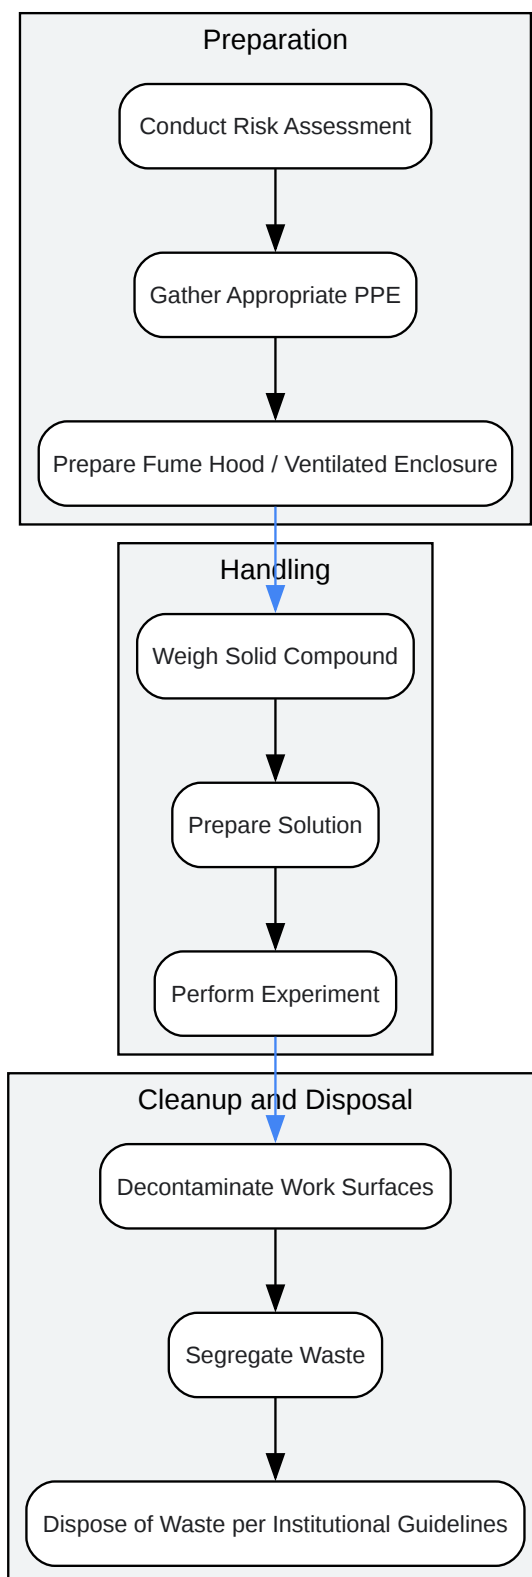 Preparation
Conduct Risk Assessment
Gather Appropriate PPE
Prepare Fume Hood / Ventilated Enclosure
Handling
Weigh Solid Compound
Prepare Solution
Perform Experiment
Cleanup and Disposal
Decontaminate Work Surfaces
Segregate Waste
Dispose of Waste per Institutional Guidelines